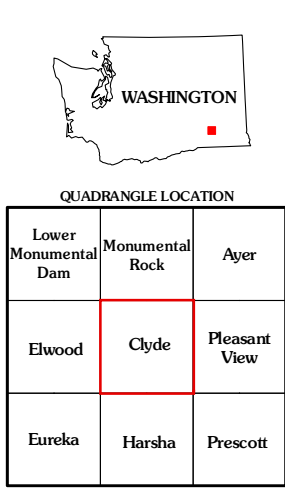 WASHINGTON
QUADRANGLE LOCATION
Lower
Monumental
Dam
Monumental
Rock
Ayer
Elwood
Clyde
Pleasant
View
Eureka
Harsha
Prescott